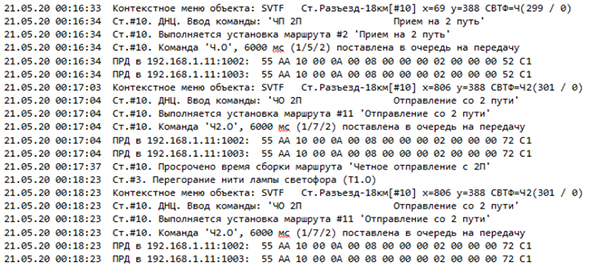 21.05.20 00:16:33 Контекстное меню объекта: SVTF Ст.Разъезд-18км[#10] x=69 y=388 СВТФ=Ч(299 / 0)
21.05.20 00:16:34 Ст.#10. ДНЦ. Ввод команды: 'ЧП 2П Прием на 2 путь'
21.05.20 00:16:34 Ст.#10. Выполняется установка маршрута #2 'Прием на 2 путь'
21.05.20 00:16:34 Ст.#10. Команда 'Ч.О', 6000 мс (1/5/2) поставлена в очередь на передачу
21.05.20 00:16:34 ПРД в 192.168.1.11:1002: 55 AA 10 00 0A 00 08 00 00 00 02 00 00 00 52 C1
21.05.20 00:16:34 ПРД в 192.168.1.11:1003: 55 AA 10 00 0A 00 08 00 00 00 02 00 00 00 52 C1
21.05.20 00:17:03 Контекстное меню объекта: SVTF Ст.Разъезд-18км[#10] x=806 y=388 СВТФ=Ч2(301 / 0)
21.05.20 00:17:04 Ст.#10. ДНЦ. Ввод команды: 'ЧО 2П Отправление со 2 пути'
21.05.20 00:17:04 Ст.#10. Выполняется установка маршрута #11 'Отправление со 2 пути'
21.05.20 00:17:04 Ст.#10. Команда 'Ч2.О', 6000 мс (1/7/2) поставлена в очередь на передачу
21.05.20 00:17:04 ПРД в 192.168.1.11:1002: 55 AA 10 00 0A 00 08 00 00 00 02 00 00 00 72 C1
21.05.20 00:17:04 ПРД в 192.168.1.11:1003: 55 AA 10 00 0A 00 08 00 00 00 02 00 00 00 72 C1
21.05.20 00:17:37 Ст.#10. Просрочено время сборки маршрута 'Четное отправление с 2П'
21.05.20 00:18:23 Ст.#3. Перегорание нити лампы светофора (Т1.О)
21.05.20 00:18:23 Контекстное меню объекта: SVTF Ст.Разъезд-18км[#10] x=806 y=388 СВТФ=Ч2(301 / 0)
21.05.20 00:18:23 Ст.#10. ДНЦ. Ввод команды: 'ЧО 2П Отправление со 2 пути'
21.05.20 00:18:23 Ст.#10. Выполняется установка маршрута #11 'Отправление со 2 пути'
21.05.20 00:18:23 Ст.#10. Команда 'Ч2.О', 6000 мс (1/7/2) поставлена в очередь на передачу
21.05.20 00:18:23 ПРД в 192.168.1.11:1002: 55 AA 10 00 0A 00 08 00 00 00 02 00 00 00 72 C1
21.05.20 00:18:23 ПРД в 192.168.1.11:1003: 55 AA 10 00 0A 00 08 00 00 00 02 00 00 00 72 C1